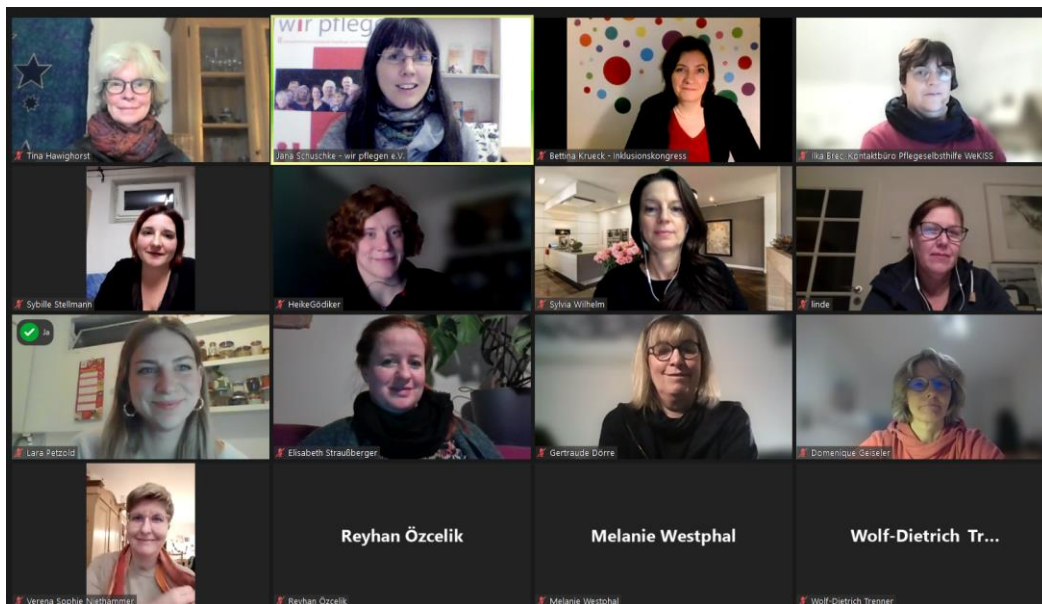 wir pflegen
Tina Hawighorst
Jana Schuschke - wir pflegen e.V.
Bettina Krueck - Inklusionskongress
Ilka Brec Kontaktbüro Pflegeselbsthilfe WeKISS
Sybille Stellmann
HeikeGödiker
Sylvia Wilhelm
linde
Ja
Lara Petzold
Elisabeth Straußberger
Gertraude Dörre
Domenique Geiseler
Reyhan Özcelik
Melanie Westphal
Wolf-Dietrich Tr...
Verena Sophie Niethammer
Reyhan Özcelik
Melanie Westphal
Wolf-Dietrich Trenner